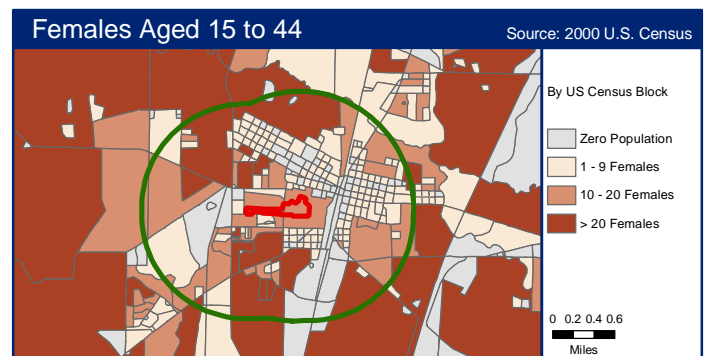 Females Aged 15 to 44
Source: 2000 U.S. Census
By US Census Block
Zero Population
1 - 9 Females
10 - 20 Females
> 20 Females
0 0.2 0.4 0.6
Miles